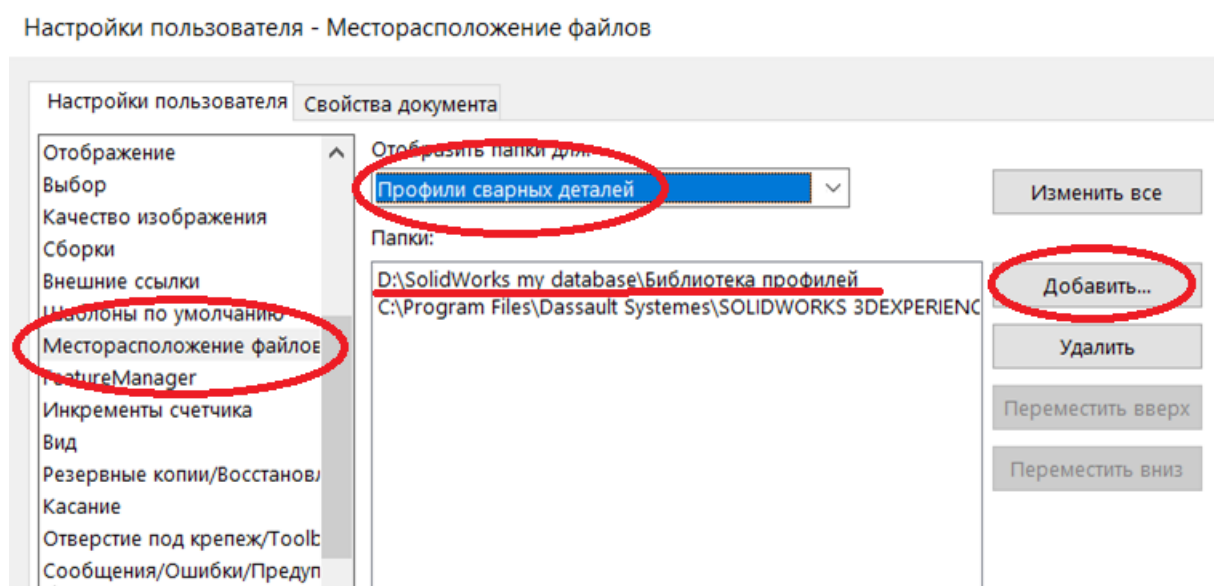 Настройки пользователя - Месторасположение файлов
Настройки пользователя
Свойства документа
Отображение
Выбор
Качество изображения
Сборки
Внешние ссылки
Шаблоны по умолчанию
Месторасположение файлов
FeatureManager
Инкременты счетчика
Вид
Резервные копии/Восстановл
Касание
Отверстие под крепеж/Toolb
Сообщения/Ошибки/Предуп
Отобразить папки для:
Профили сварных деталей
Папки:
D:\SolidWorks my database\Библиотека профилей
C:\Program Files\Dassault Systemes\SOLIDWORKS 3DEXPERIENC
Изменить все
Добавить...
Удалить
Переместить вверх
Переместить вниз